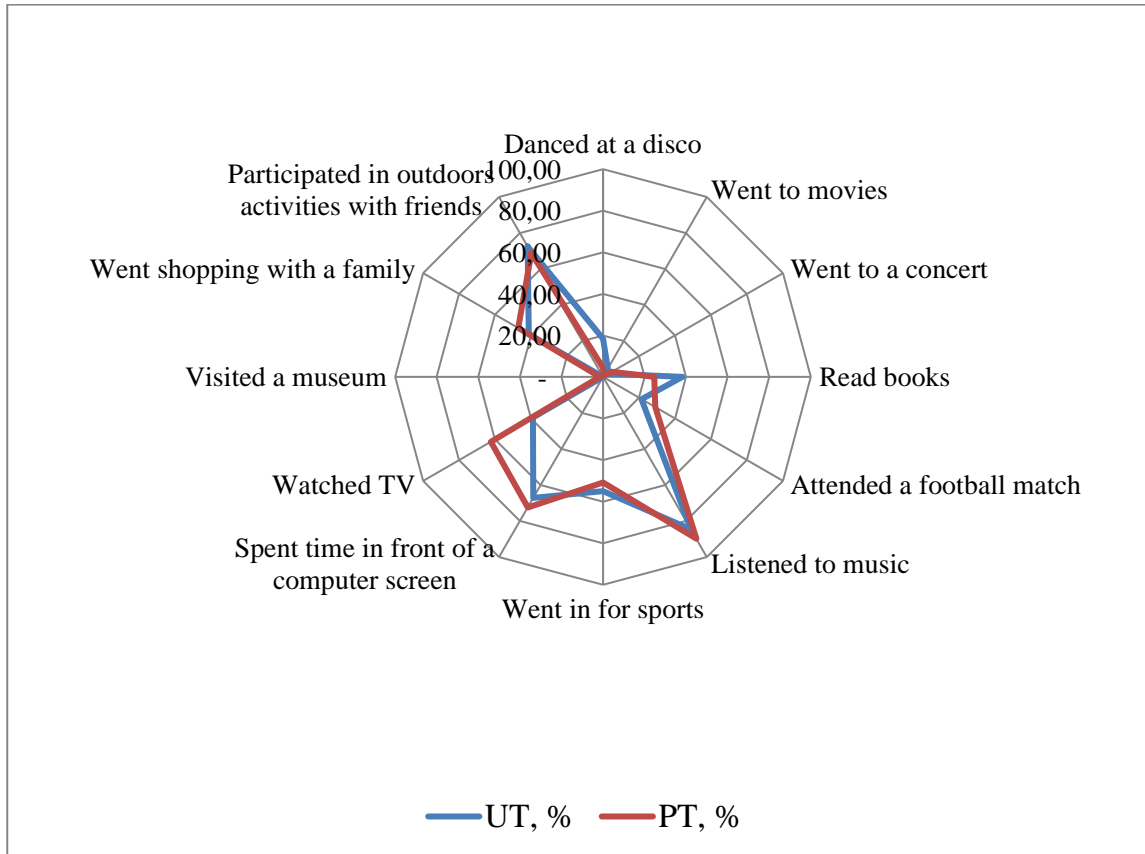 Danced at a disco
100,00
Participated in outdoors
activities with friends
80,00
Went to movies
60,00
Went shopping with a family
Went to a concert
40,00
20,00
Visited a museum
-
Read books
Watched TV
Attended a football match
Spent time in front of a
computer screen
Listened to music
Went in for sports
UT, %
PT, %